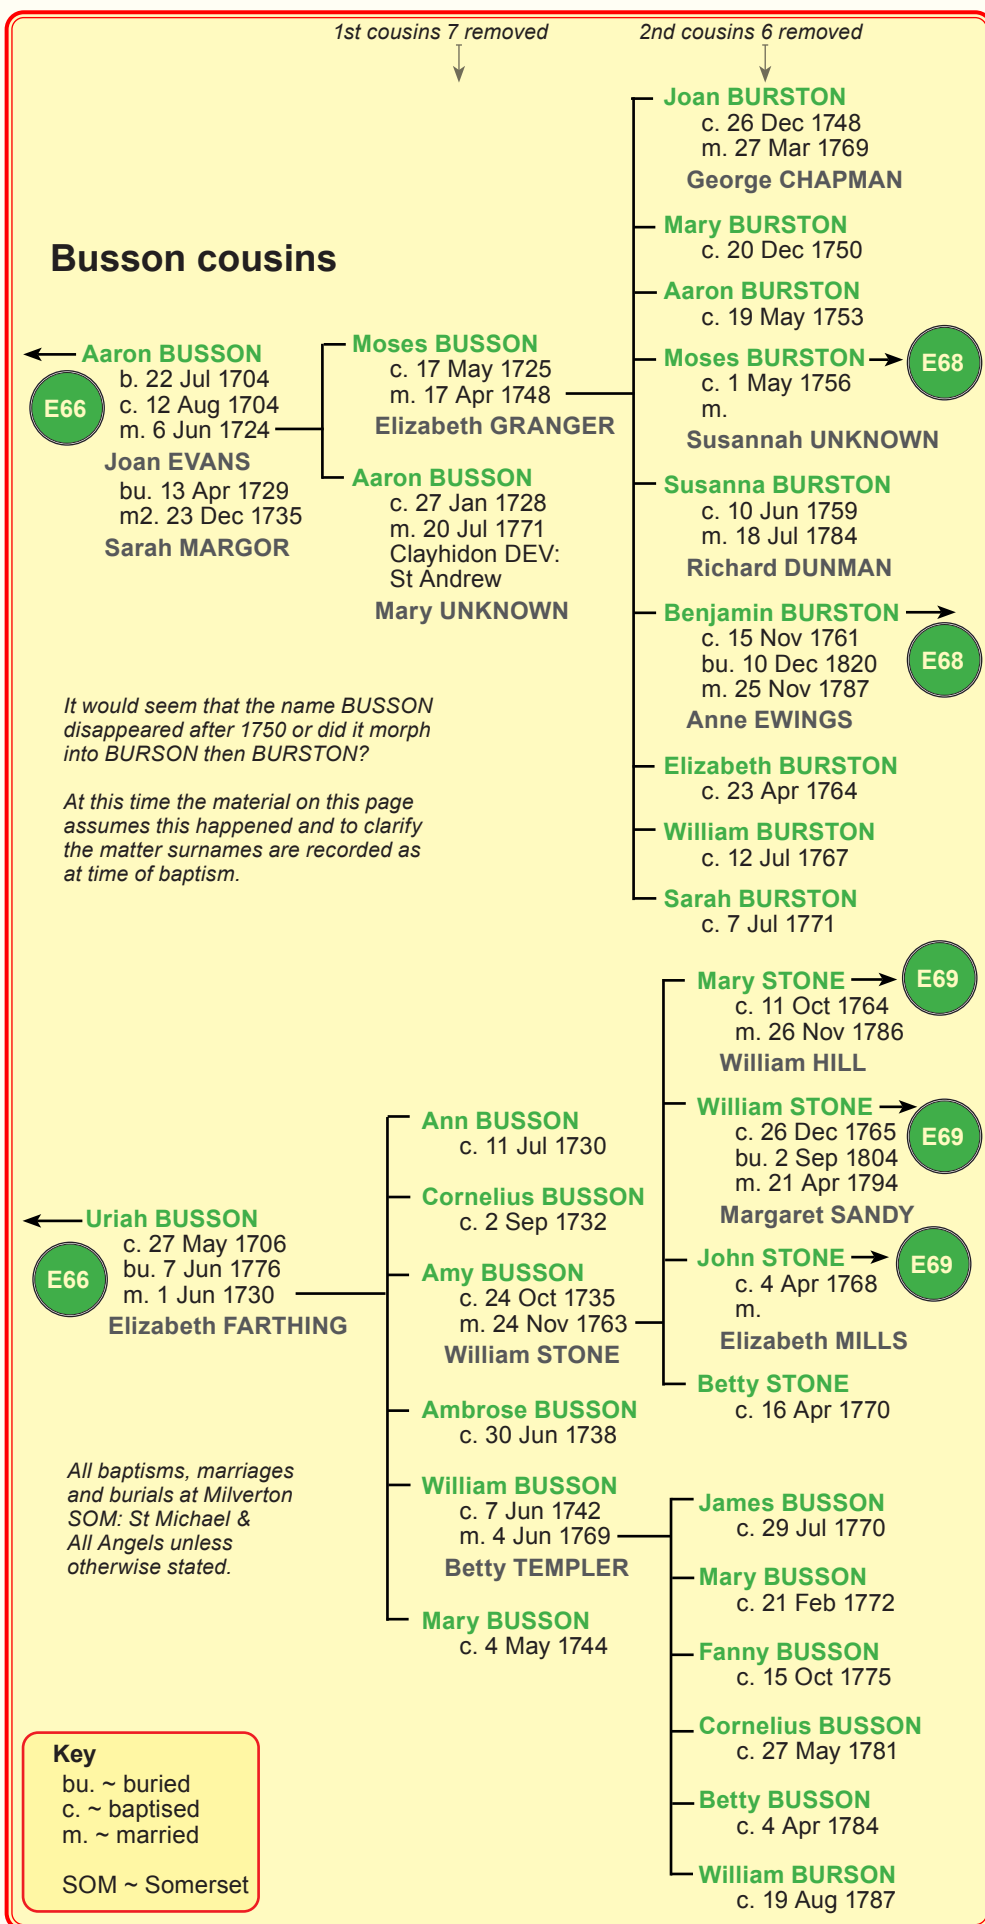 1st cousins 7 removed
2nd cousins 6 removed
Busson cousins
Aaron BUSSON
b. 22 Jul 1704
c. 12 Aug 1704
m. 6 Jun 1724
Joan EVANS
bu. 13 Apr 1729
m2. 23 Dec 1735
Sarah MARGOR
E66
Moses BUSSON
c. 17 May 1725
m. 17 Apr 1748
Elizabeth GRANGER
Aaron BUSSON
c. 27 Jan 1728
m. 20 Jul 1771
Clayhidon DEV:
St Andrew
Mary UNKNOWN
Joan BURSTON
c. 26 Dec 1748
m. 27 Mar 1769
George CHAPMAN
Mary BURSTON
c. 20 Dec 1750
Aaron BURSTON
c. 19 May 1753
Moses BURSTON
c. 1 May 1756
m.
Susannah UNKNOWN
E68
Susanna BURSTON
c. 10 Jun 1759
m. 18 Jul 1784
Richard DUNMAN
Benjamin BURSTON
c. 15 Nov 1761
bu. 10 Dec 1820
m. 25 Nov 1787
Anne EWINGS
E68
Elizabeth BURSTON
c. 23 Apr 1764
William BURSTON
c. 12 Jul 1767
Sarah BURSTON
c. 7 Jul 1771
It would seem that the name BUSSON
disappeared after 1750 or did it morph
into BURSON then BURSTON?
At this time the material on this page
assumes this happened and to clarify
the matter surnames are recorded as
at time of baptism.
Uriah BUSSON
c. 27 May 1706
bu. 7 Jun 1776
m. 1 Jun 1730
Elizabeth FARTHING
E66
Ann BUSSON
c. 11 Jul 1730
Cornelius BUSSON
c. 2 Sep 1732
Amy BUSSON
c. 24 Oct 1735
m. 24 Nov 1763
William STONE
Ambrose BUSSON
c. 30 Jun 1738
William BUSSON
c. 7 Jun 1742
m. 4 Jun 1769
Betty TEMPLER
Mary BUSSON
c. 4 May 1744
Mary STONE
c. 11 Oct 1764
m. 26 Nov 1786
William HILL
E69
William STONE
c. 26 Dec 1765
bu. 2 Sep 1804
m. 21 Apr 1794
Margaret SANDY
E69
John STONE
c. 4 Apr 1768
m.
Elizabeth MILLS
E69
Betty STONE
c. 16 Apr 1770
James BUSSON
c. 29 Jul 1770
Mary BUSSON
c. 21 Feb 1772
Fanny BUSSON
c. 15 Oct 1775
Cornelius BUSSON
c. 27 May 1781
Betty BUSSON
c. 4 Apr 1784
William BURSON
c. 19 Aug 1787
All baptisms, marriages
and burials at Milverton
SOM: St Michael &
All Angels unless
otherwise stated.
Key
bu. ~ buried
c. ~ baptised
m. ~ married
SOM ~ Somerset